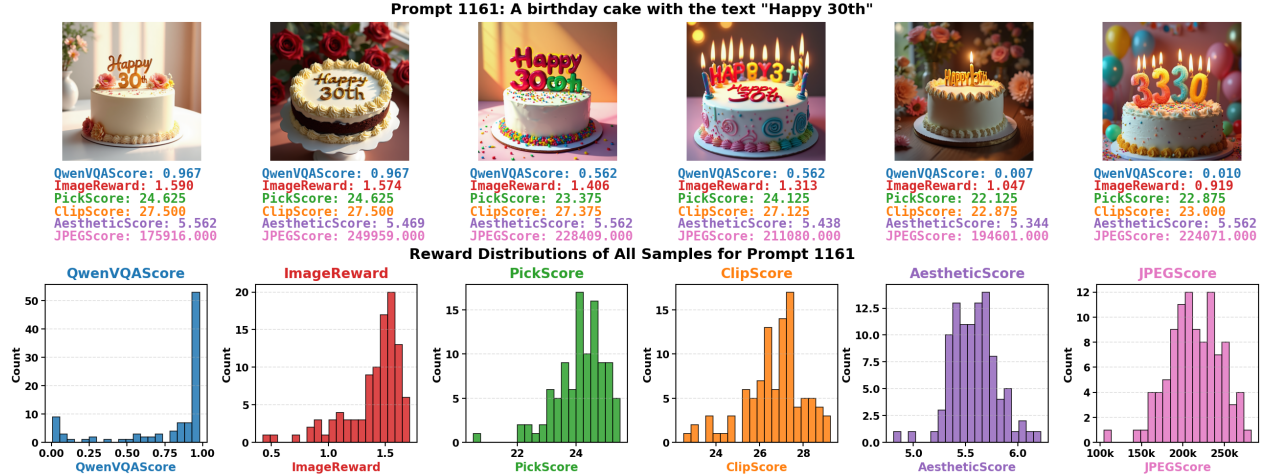 Prompt 1161: A birthday cake with the text "Happy 30th"
Happy
30th
Happy
30th
Happy
30
HAPBY3
Happy
30th
3330
QwenVQAScore: 0.967
ImageReward: 1.590
PickScore: 24.625
ClipScore: 27.500
AestheticScore: 5.562
JPEGScore: 175916.000
QwenVQAScore: 0.967
ImageReward: 1.574
PickScore: 24.625
ClipScore: 27.500
AestheticScore: 5.469
JPEGScore: 249959.000
QwenVQAScore: 0.562
ImageReward: 1.406
PickScore: 23.375
ClipScore: 27.375
AestheticScore: 5.562
JPEGScore: 228409.000
QwenVQAScore: 0.562
ImageReward: 1.313
PickScore: 24.125
ClipScore: 27.125
AestheticScore: 5.438
JPEGScore: 211080.000
QwenVQAScore: 0.007
ImageReward: 1.047
PickScore: 22.125
ClipScore: 22.875
AestheticScore: 5.344
JPEGScore: 194601.000
QwenVQAScore: 0.010
ImageReward: 0.919
PickScore: 22.875
ClipScore: 23.000
AestheticScore: 5.562
JPEGScore: 224071.000
Reward Distributions of All Samples for Prompt 1161
QwenVQAScore
Count
50
40
30
20
10
0
0.00 0.25 0.50 0.75 1.00
QwenVQAScore
ImageReward
Count
20
15
10
5
0
0.5 1.0 1.5
ImageReward
PickScore
Count
15
10
5
0
22 24
PickScore
ClipScore
Count
15
10
5
0
24 26 28
ClipScore
AestheticScore
Count
12.5
10.0
7.5
5.0
2.5
0.0
5.0 5.5 6.0
AestheticScore
JPEGScore
Count
12
10
8
6
4
2
0
100k 150k 200k 250k
JPEGScore